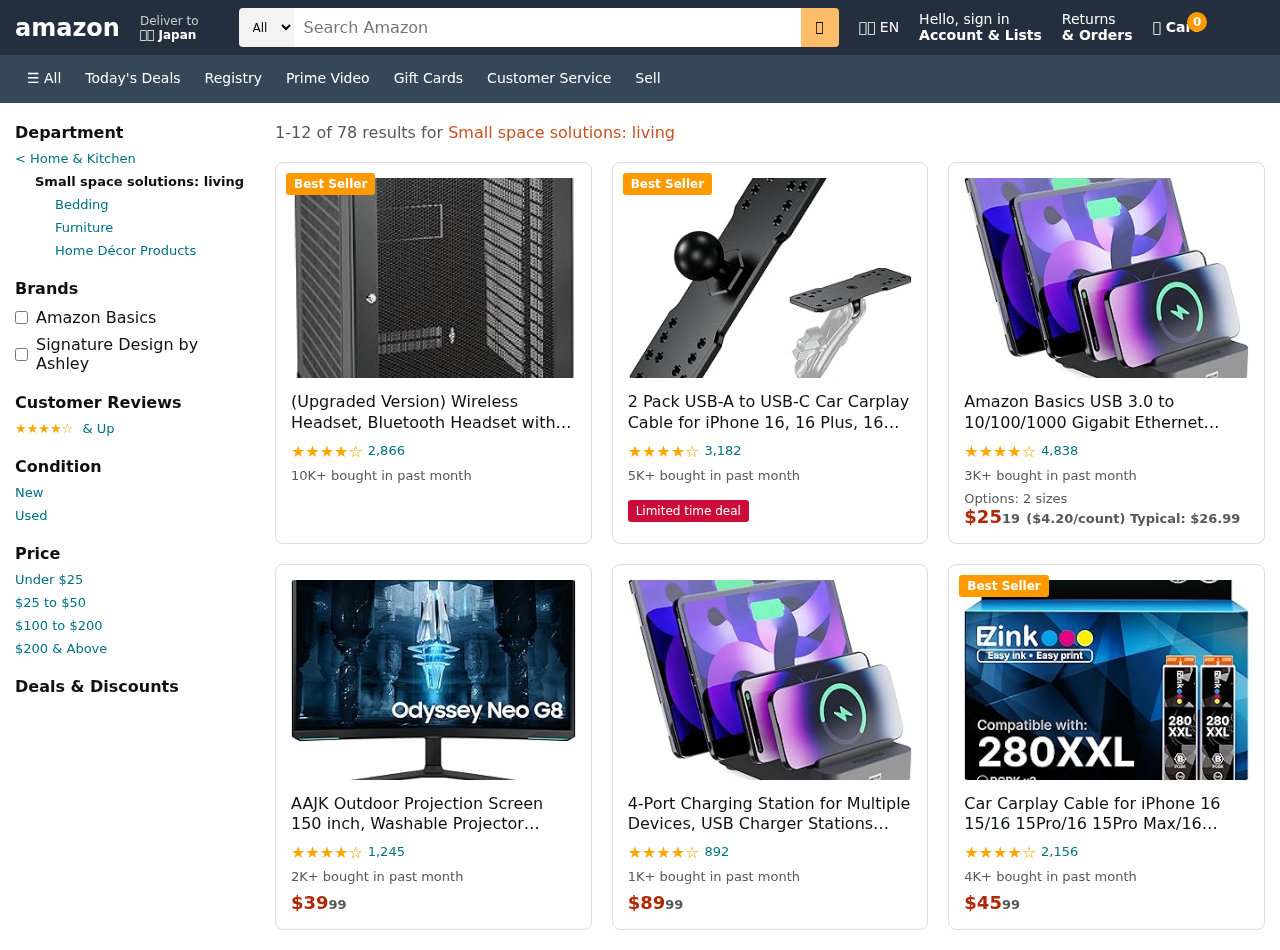 amazon
Deliver to
Japan
All
Search Amazon
EN
Hello, sign in
Account & Lists
Returns
& Orders
0
☰ All
Today's Deals
Registry
Prime Video
Gift Cards
Customer Service
Sell
Department
< Home & Kitchen
Small space solutions: living
Bedding
Furniture
Home Décor Products
Brands
Amazon Basics
Signature Design by
Ashley
Customer Reviews
★★★★☆ & Up
Condition
New
Used
Price
Under $25
$25 to $50
$100 to $200
$200 & Above
Deals & Discounts
1-12 of 78 results for Small space solutions: living
Best Seller
(Upgraded Version) Wireless
Headset, Bluetooth Headset with…
★★★★☆ 2,866
10K+ bought in past month
Best Seller
2 Pack USB-A to USB-C Car Carplay
Cable for iPhone 16, 16 Plus, 16…
★★★★☆ 3,182
5K+ bought in past month
Limited time deal
Amazon Basics USB 3.0 to
10/100/1000 Gigabit Ethernet…
★★★★☆ 4,838
3K+ bought in past month
Options: 2 sizes
$2519 ($4.20/count) Typical: $26.99
Odyssey Neo G8
AAJK Outdoor Projection Screen
150 inch, Washable Projector…
★★★★☆ 1,245
2K+ bought in past month
$3999
4-Port Charging Station for Multiple
Devices, USB Charger Stations…
★★★★☆ 892
1K+ bought in past month
$8999
Best Seller
Ezink
Easy ink • Easy print
Compatible with:
280XXL
280 280
XXL XXL
Car Carplay Cable for iPhone 16
15/16 15Pro/16 15Pro Max/16…
★★★★☆ 2,156
4K+ bought in past month
$4599